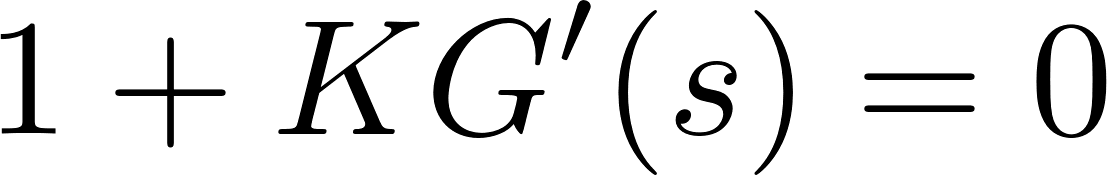 1 + KG′(s) = 0